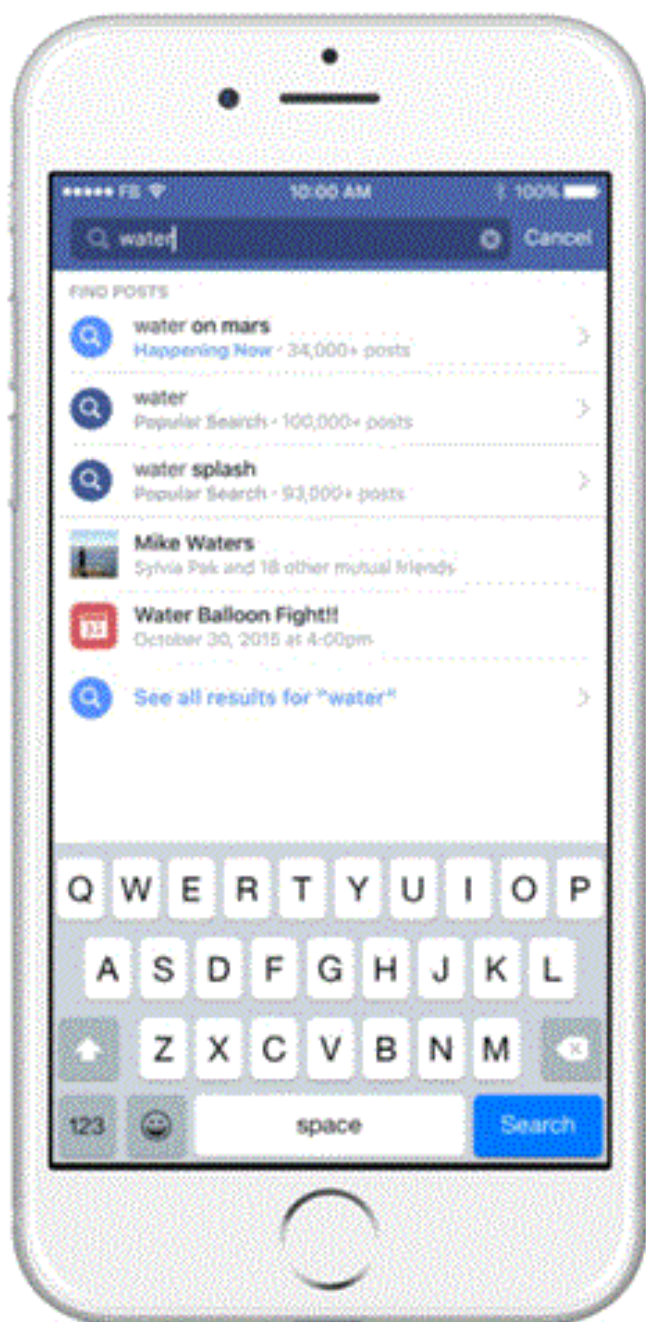 FB 10:00 AM 100%
water Cancel
FIND POSTS
water on mars
Happening Now · 34,000+ posts
water
Popular Search · 100,000+ posts
water splash
Popular Search · 93,000+ posts
Mike Waters
Sylvia Pak and 18 other mutual friends
Water Balloon Fight!!
31
October 30, 2015 at 4:00pm
See all results for "water"
Q W E R T Y U I O P
A S D F G H J K L
Z X C V B N M
123 space Search